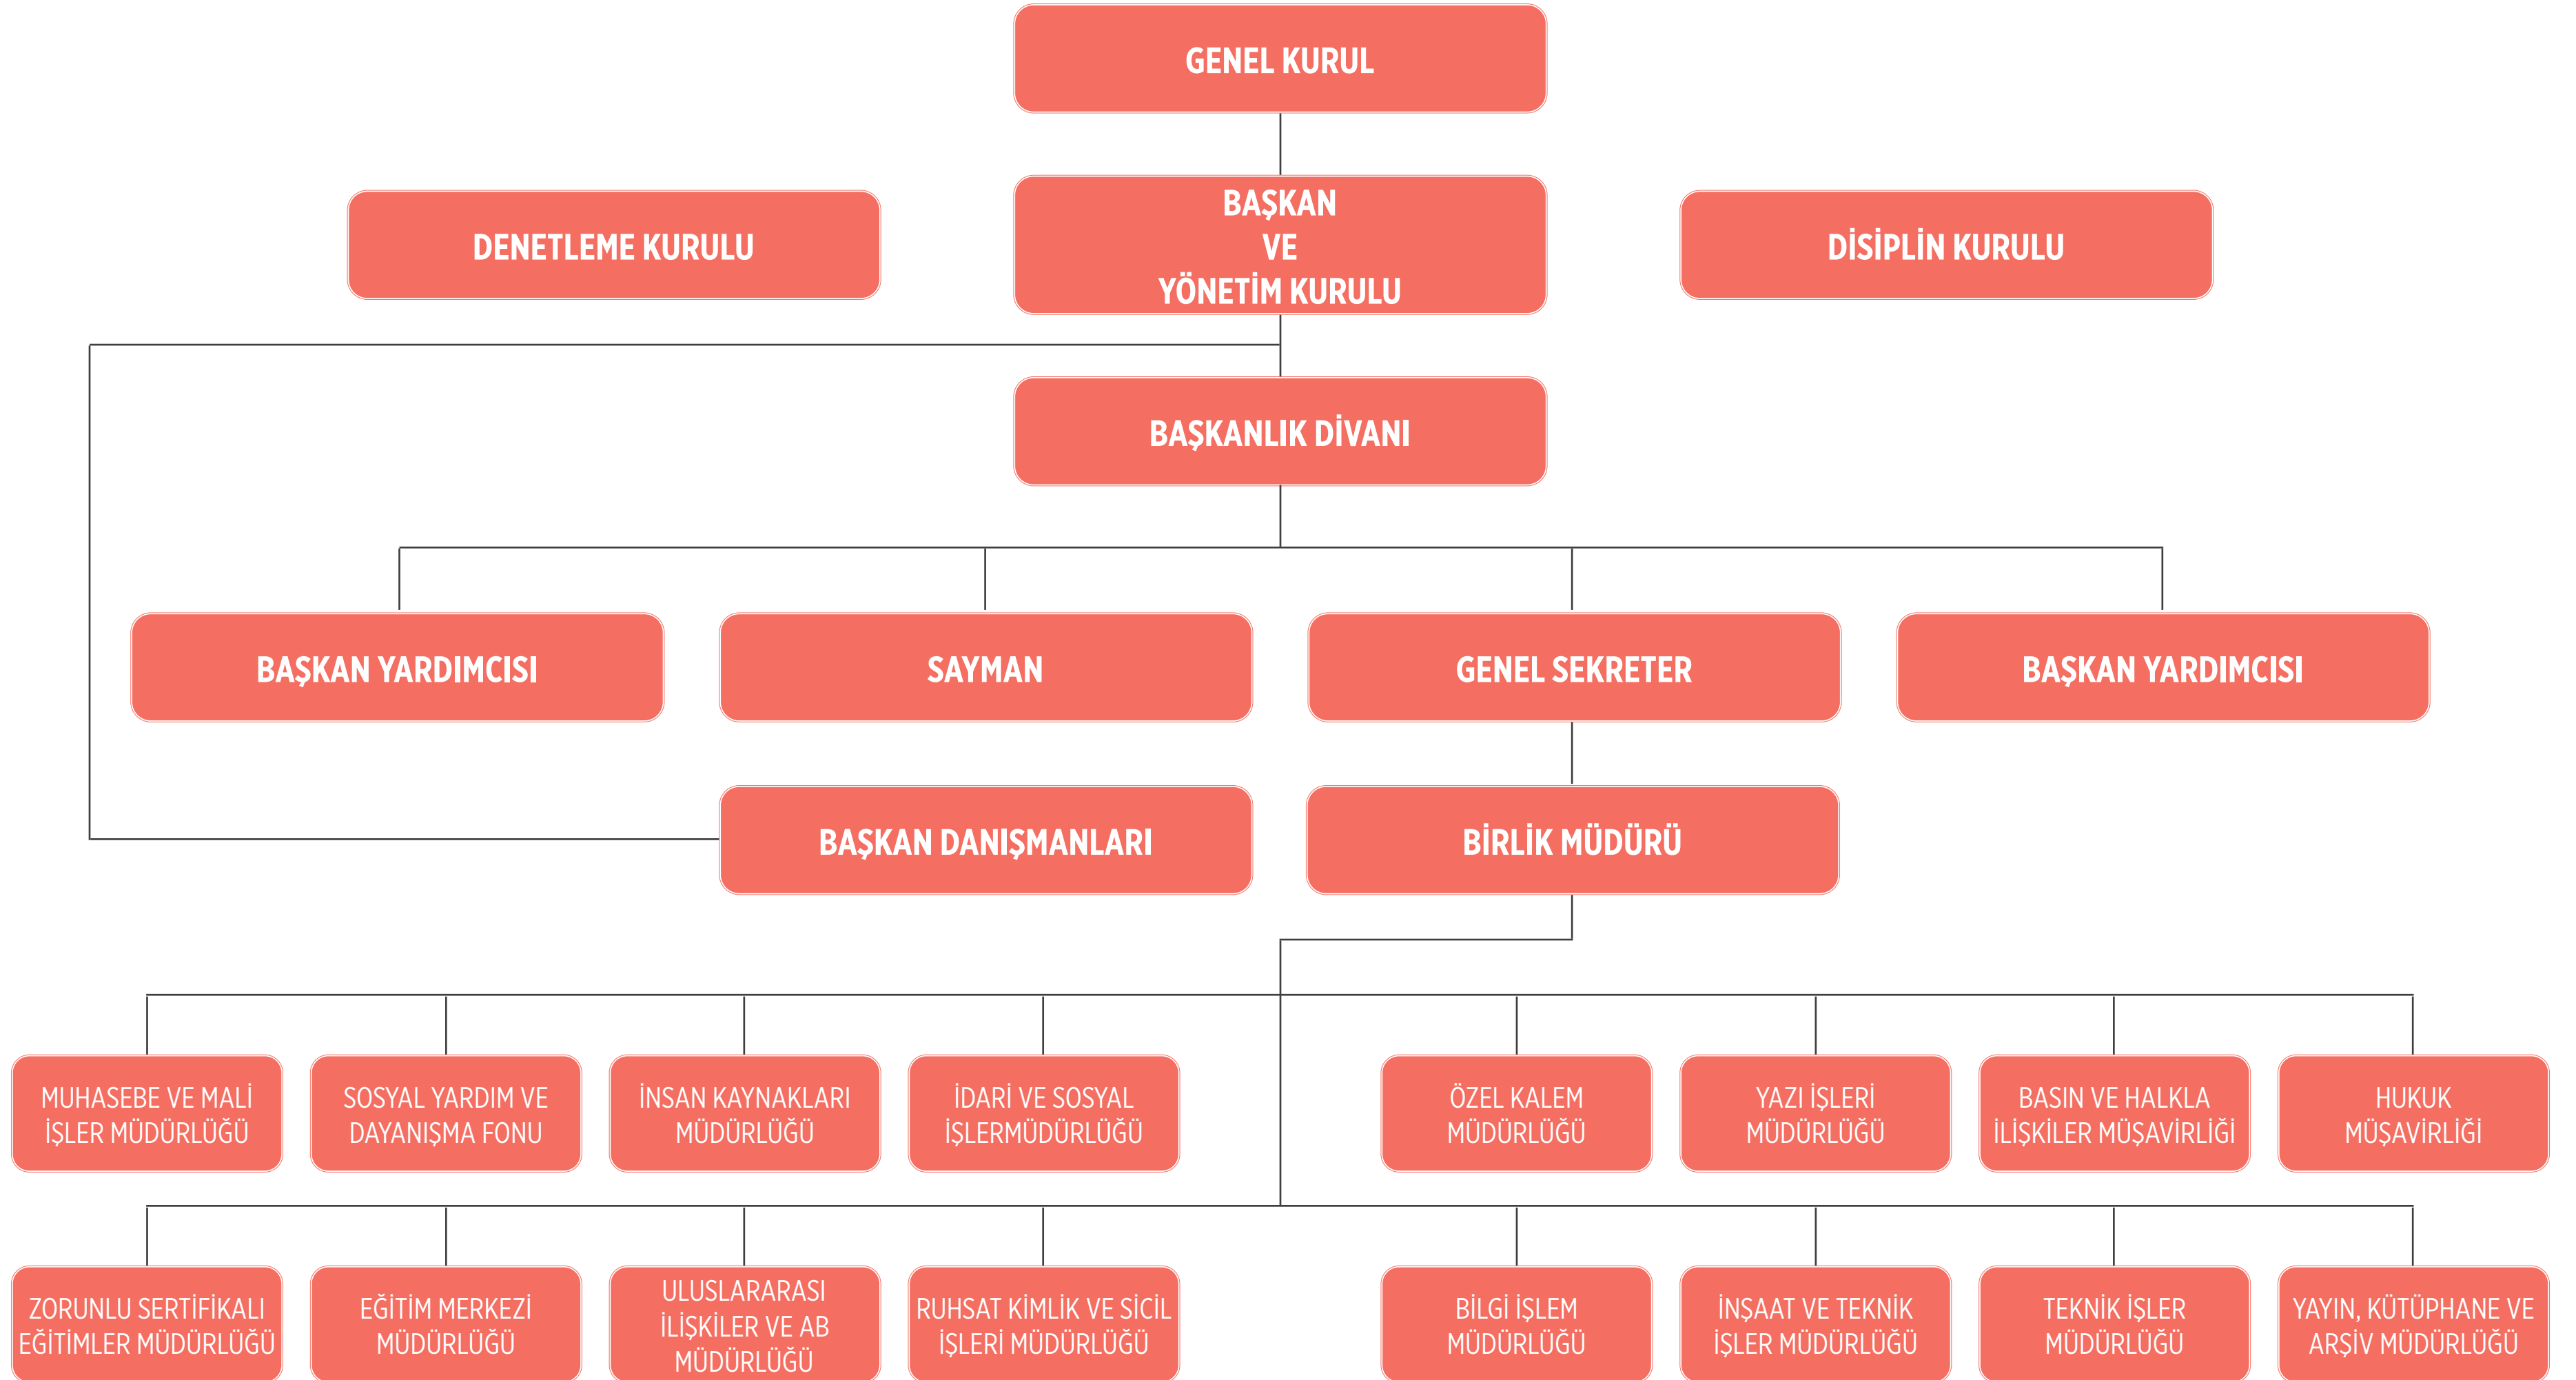 GENEL KURUL
DENETLEME KURULU
BAŞKAN
VE
YÖNETİM KURULU
DİSİPLİN KURULU
BAŞKANLIK DİVANI
BAŞKAN YARDIMCISI
SAYMAN
GENEL SEKRETER
BAŞKAN YARDIMCISI
BAŞKAN DANIŞMANLARI
BİRLİK MÜDÜRÜ
MUHASEBE VE MALİ
İŞLER MÜDÜRLÜĞÜ
SOSYAL YARDIM VE
DAYANIŞMA FONU
İNSAN KAYNAKLARI
MÜDÜRLÜĞÜ
İDARİ VE SOSYAL
İŞLERMÜDÜRLÜĞÜ
ÖZEL KALEM
MÜDÜRLÜĞÜ
YAZI İŞLERİ
MÜDÜRLÜĞÜ
BASIN VE HALKLA
İLİŞKİLER MÜŞAVİRLİĞİ
HUKUK
MÜŞAVİRLİĞİ
ZORUNLU SERTİFİKALI
EĞİTİMLER MÜDÜRLÜĞÜ
EĞİTİM MERKEZİ
MÜDÜRLÜĞÜ
ULUSLARARASI
İLİŞKİLER VE AB
MÜDÜRLÜĞÜ
RUHSAT KİMLİK VE SİCİL
İŞLERİ MÜDÜRLÜĞÜ
BİLGİ İŞLEM
MÜDÜRLÜĞÜ
İNŞAAT VE TEKNİK
İŞLER MÜDÜRLÜĞÜ
TEKNİK İŞLER
MÜDÜRLÜĞÜ
YAYIN, KÜTÜPHANE VE
ARŞİV MÜDÜRLÜĞÜ